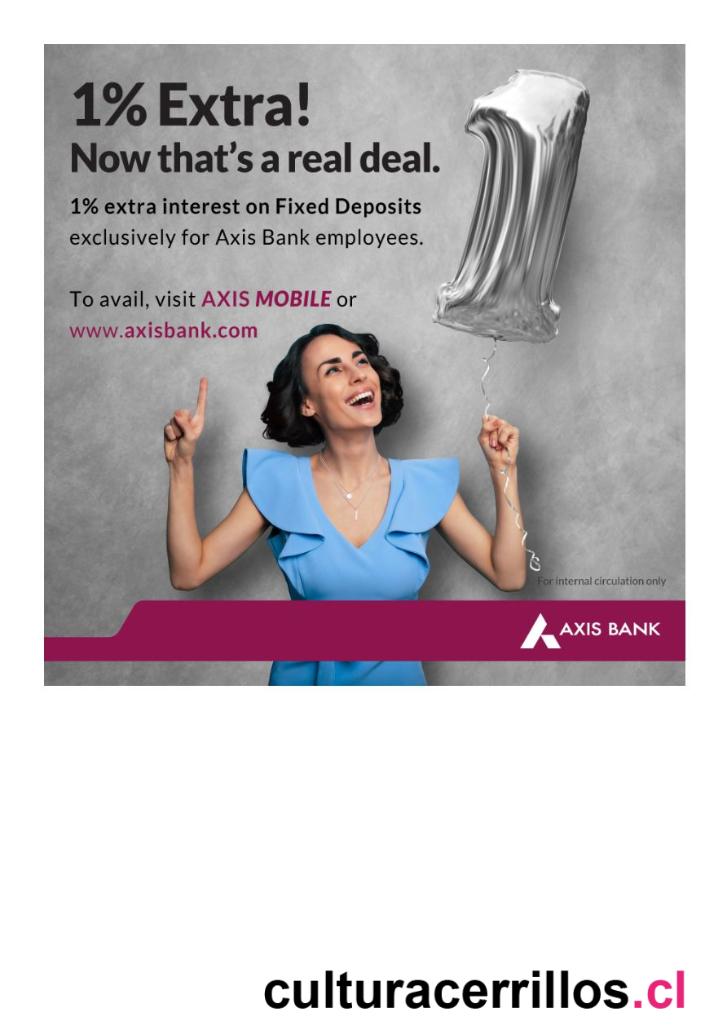 1% Extra!
Now that's a real deal.
1% extra interest on Fixed Deposits
exclusively for Axis Bank employees.
To avail, visit AXIS MOBILE or
www.axisbank.com
For internal circulation only
AXIS BANK
culturacerrillos.cl